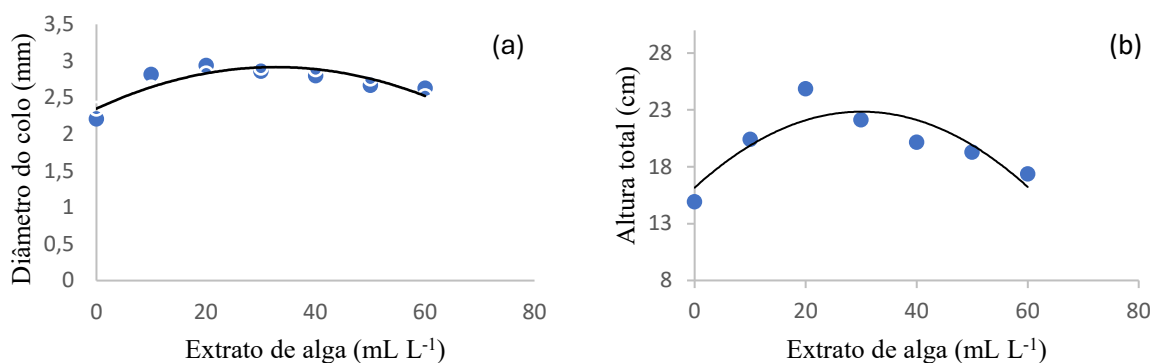 (a)
Diâmetro do colo (mm)
3,5
3
2,5
2
1,5
1
0,5
0
0 20 40 60 80
Extrato de alga (mL L⁻¹)
(b)
Altura total (cm)
28
23
18
13
8
0 20 40 60 80
Extrato de alga (mL L⁻¹)